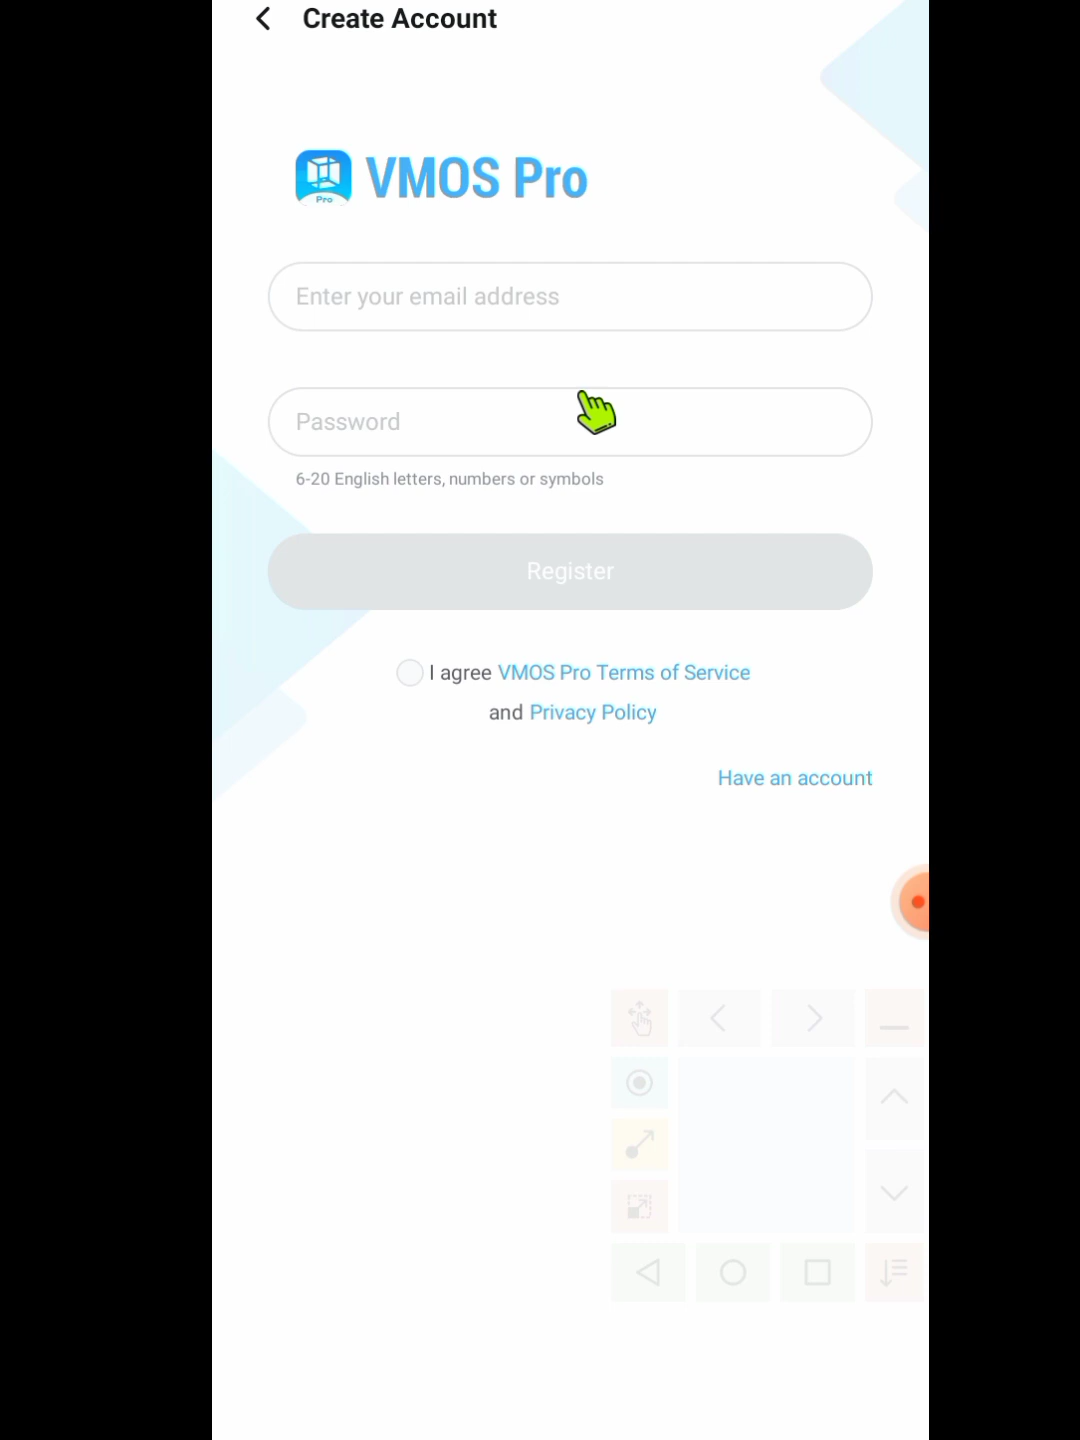 Create Account
Pro
VMOS Pro
Enter your email address
Password
6-20 English letters, numbers or symbols
Register
I agree VMOS Pro Terms of Service
and Privacy Policy
Have an account